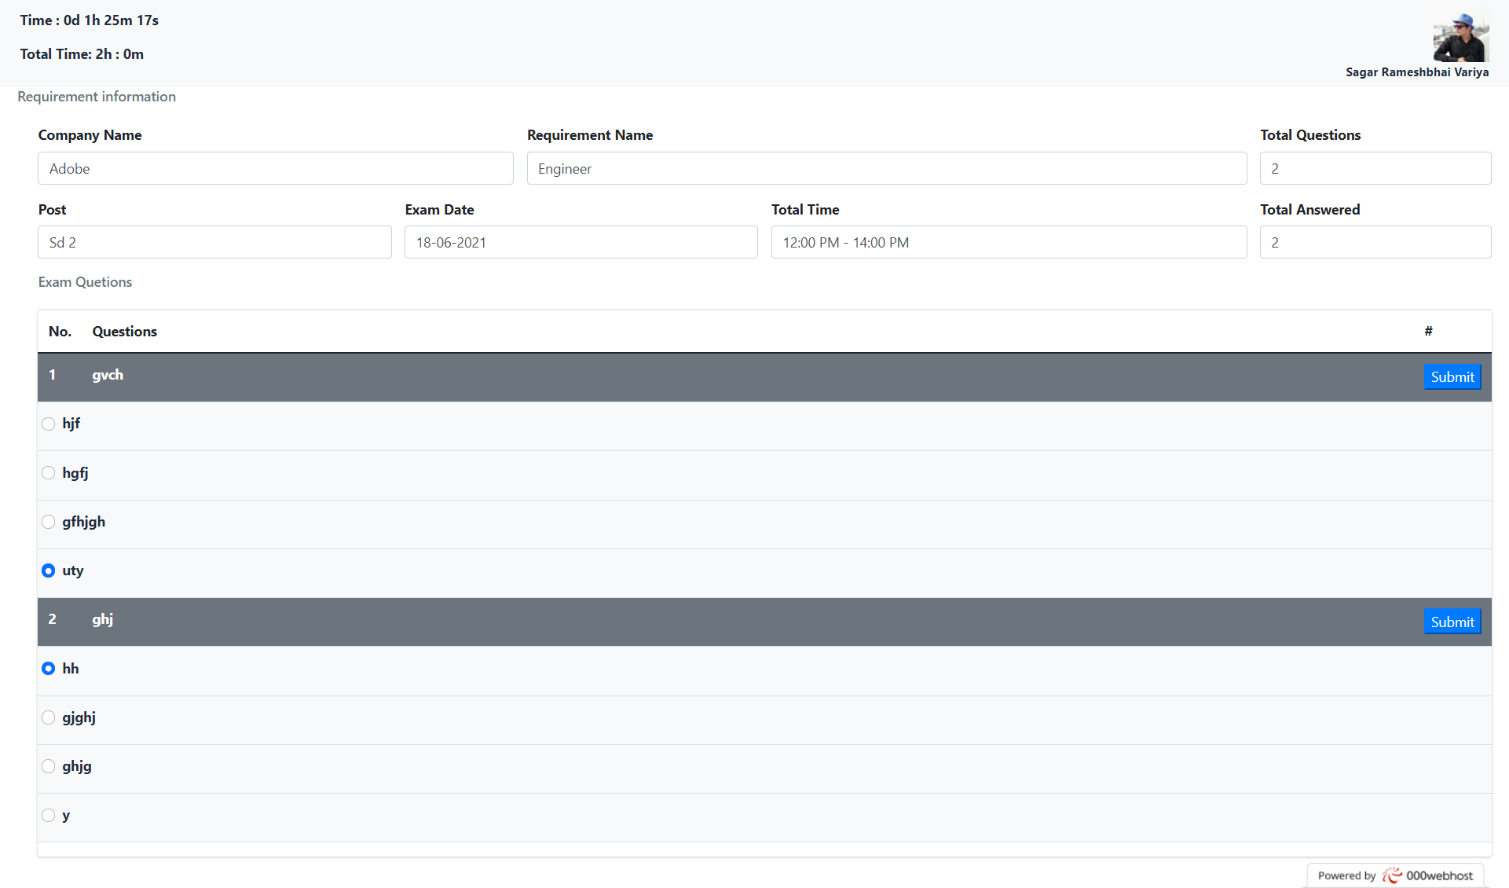 Time : 0d 1h 25m 17s
Total Time: 2h : 0m
Sagar Rameshbhai Variya
Requirement information
Company Name Requirement Name Total Questions
Adobe Engineer 2
Post Exam Date Total Time Total Answered
Sd 2 18-06-2021 12:00 PM - 14:00 PM 2
Exam Quetions
No. Questions #
1 gvch Submit
hjf
hgfj
gfhjgh
uty
2 ghj Submit
hh
gjghj
ghjg
y
Powered by 000webhost